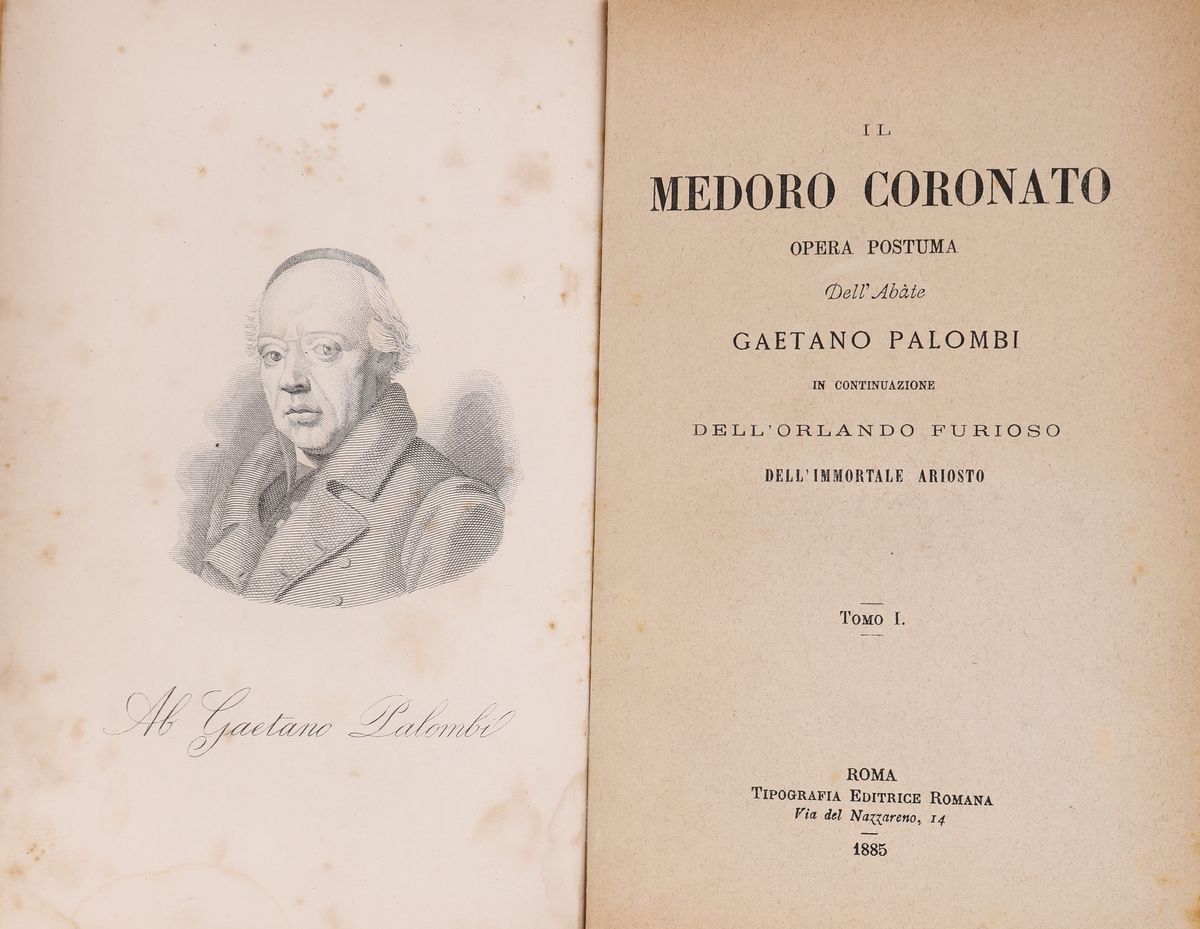 Ab Gaetano Palombi
IL
MEDORO CORONATO
OPERA POSTUMA
Dell' Abàte
GAETANO PALOMBI
IN CONTINUAZIONE
DELL'ORLANDO FURIOSO
DELL'IMMORTALE ARIOSTO
TOMO I.
ROMA
TIPOGRAFIA EDITRICE ROMANA
Via del Nazzareno, 14
1885